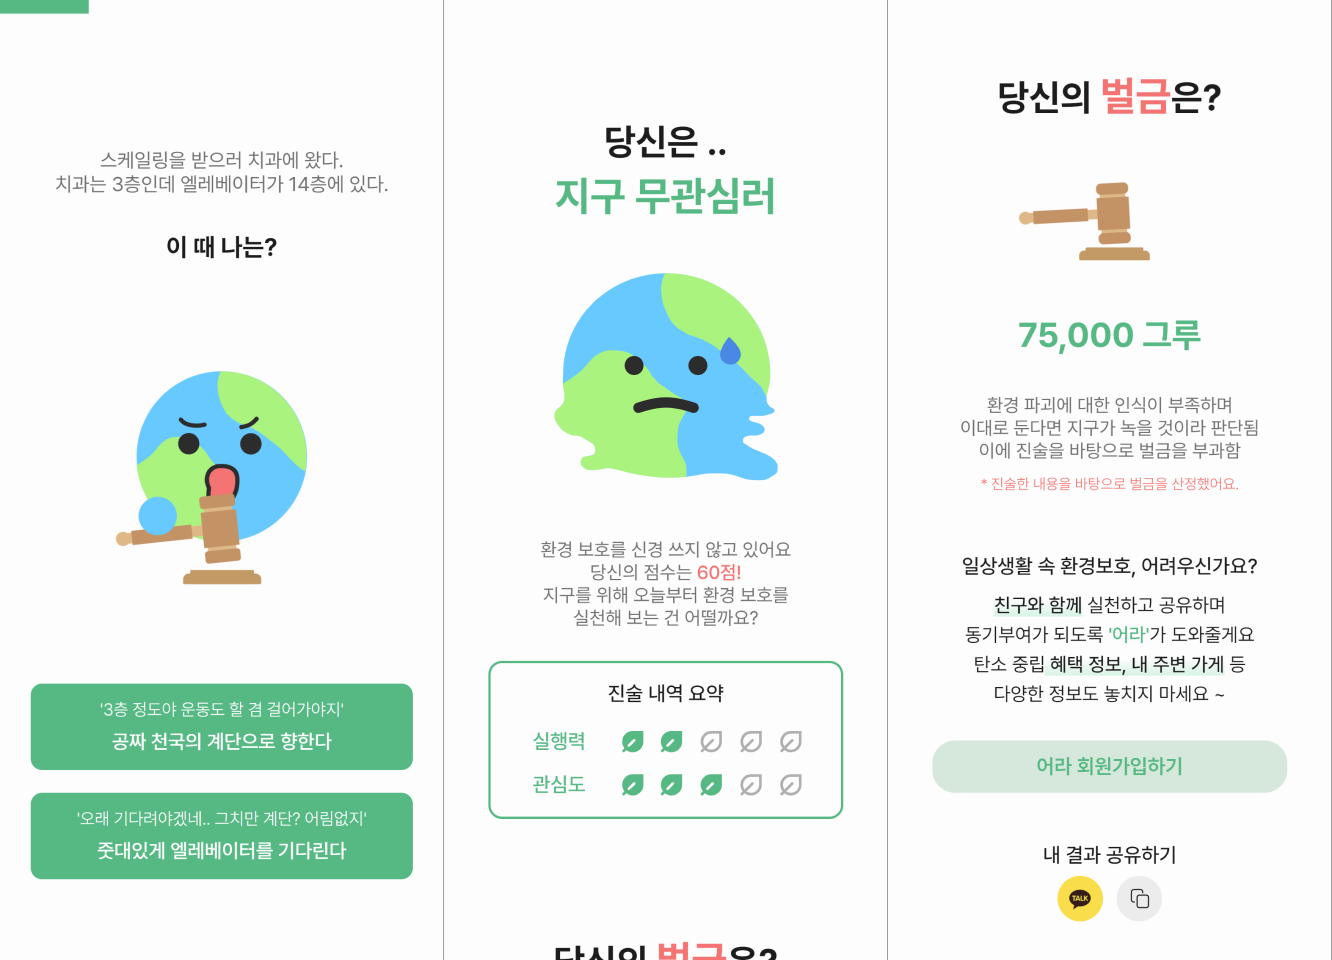 스케일링을 받으러 치과에 왔다.
치과는 3층인데 엘레베이터가 14층에 있다.
이 때 나는?
'3층 정도야 운동도 할 겸 걸어가야지'
공짜 천국의 계단으로 향한다
'오래 기다려야겠네.. 그치만 계단? 어림없지'
줏대있게 엘레베이터를 기다린다
당신은 ..
지구 무관심러
환경 보호를 신경 쓰지 않고 있어요
당신의 점수는 60점!
지구를 위해 오늘부터 환경 보호를
실천해 보는 건 어떨까요?
진술 내역 요약
실행력
관심도
당신의 벌금은?
당신의 벌금은?
75,000 그루
환경 파괴에 대한 인식이 부족하며
이대로 둔다면 지구가 녹을 것이라 판단됨
이에 진술을 바탕으로 벌금을 부과함
* 진술한 내용을 바탕으로 벌금을 산정했어요.
일상생활 속 환경보호, 어려우신가요?
친구와 함께 실천하고 공유하며
동기부여가 되도록 '어라'가 도와줄게요
탄소 중립 혜택 정보, 내 주변 가게 등
다양한 정보도 놓치지 마세요 ~
어라 회원가입하기
내 결과 공유하기
TALK